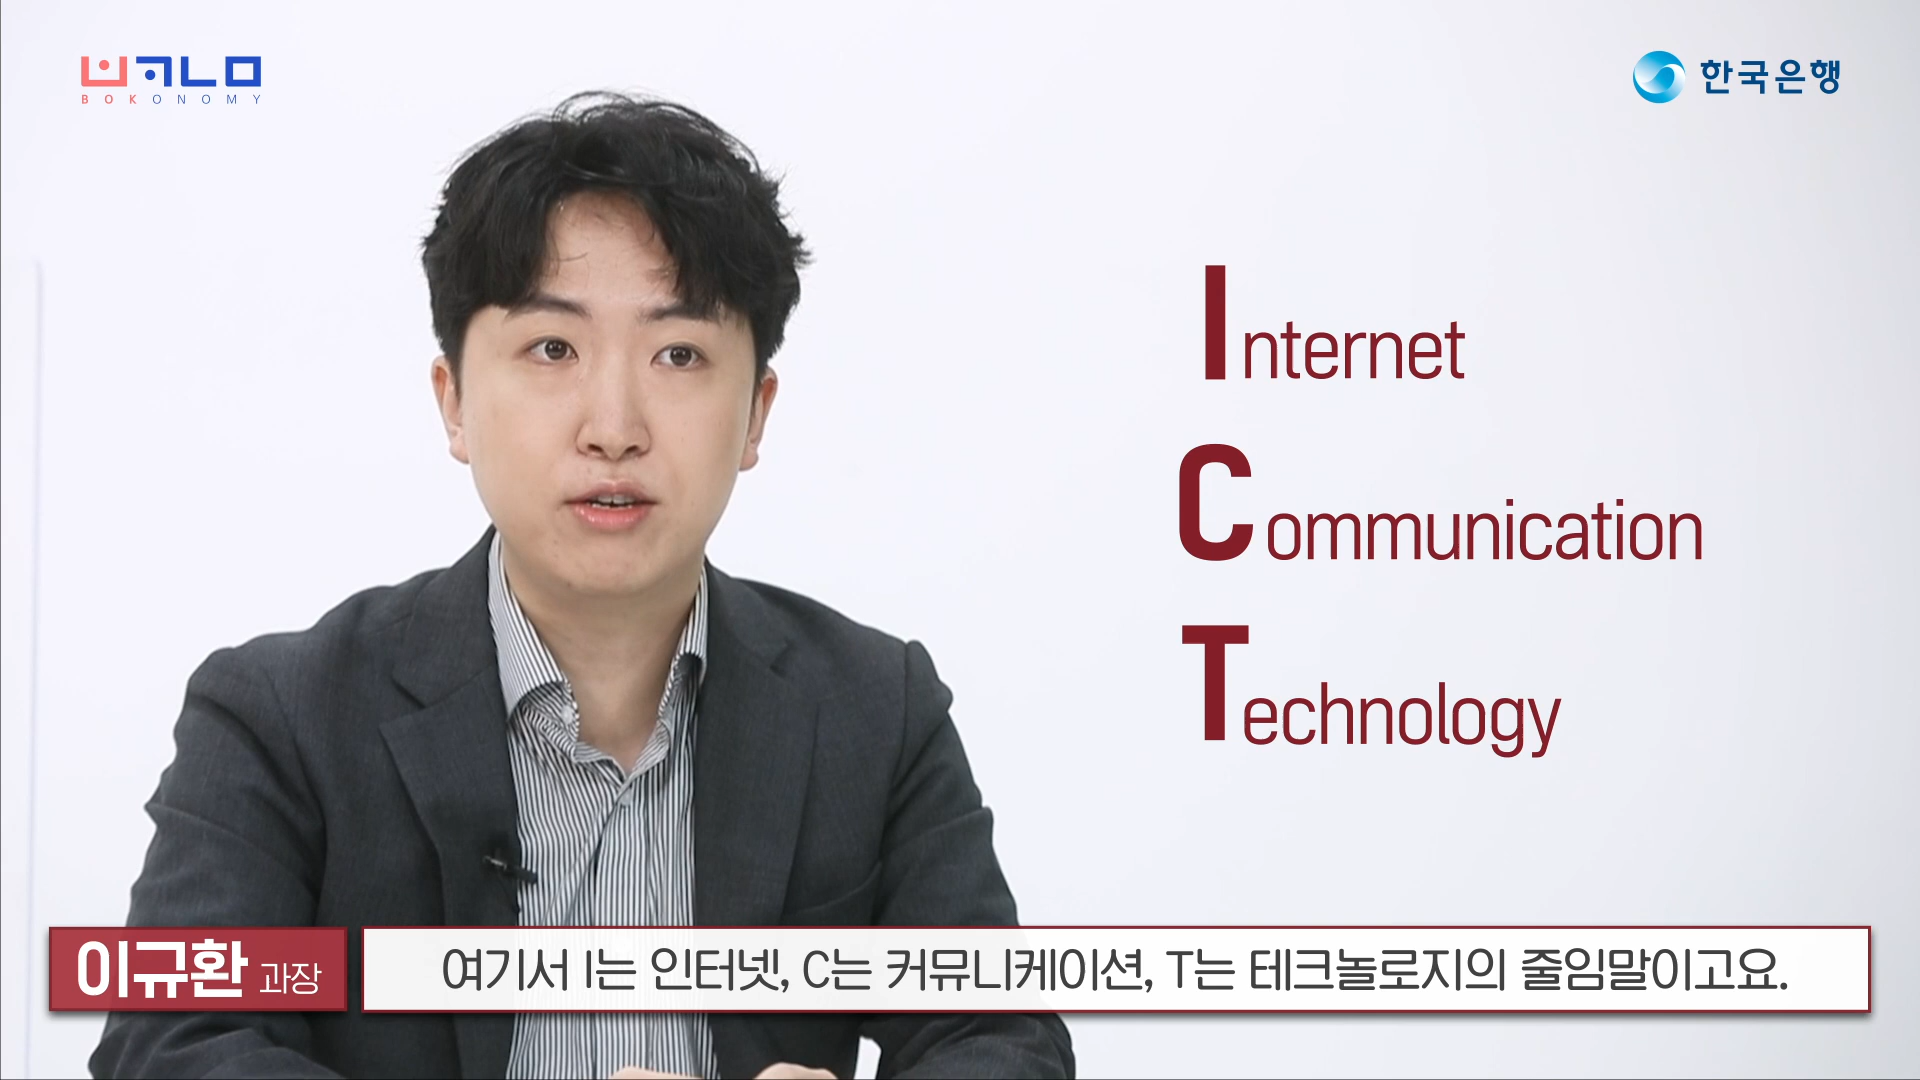 BOKONOMY
한국은행
Internet
Communication
Technology
이규환 과장
여기서 I는 인터넷, C는 커뮤니케이션, T는 테크놀로지의 줄임말이고요.